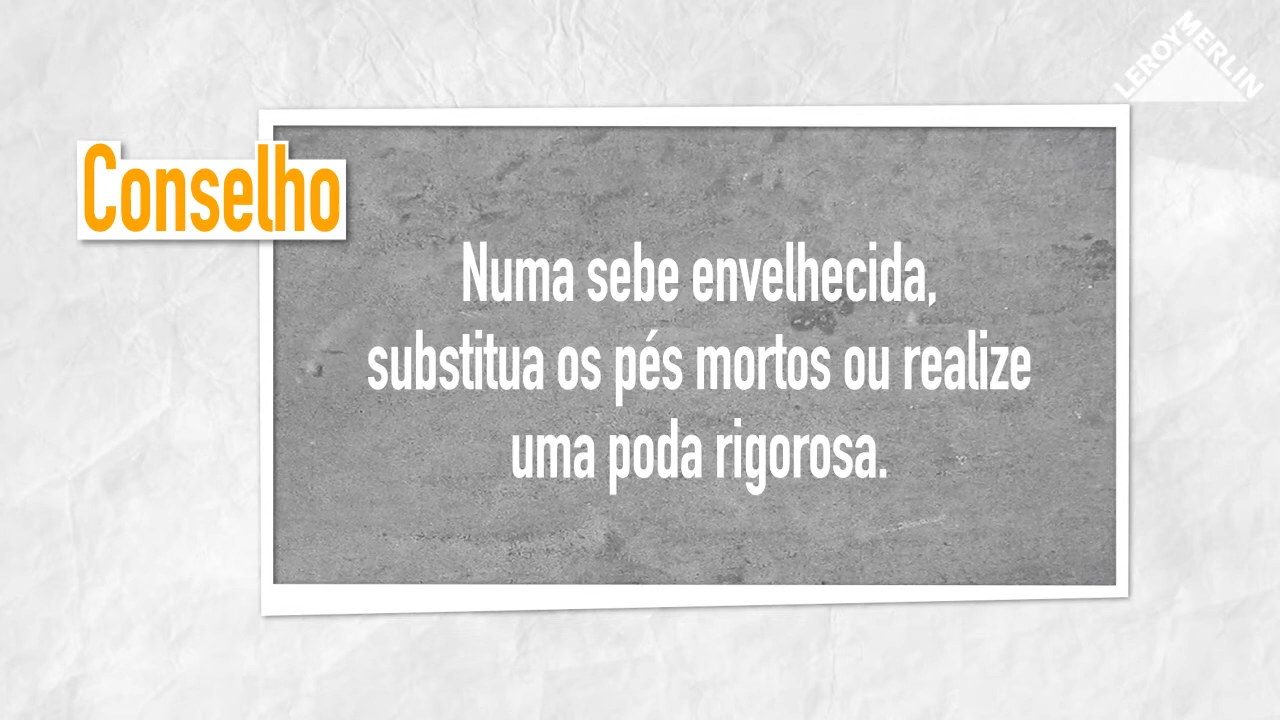 LEROY MERLIN
Conselho
Numa sebe envelhecida,
substitua os pés mortos ou realize
uma poda rigorosa.